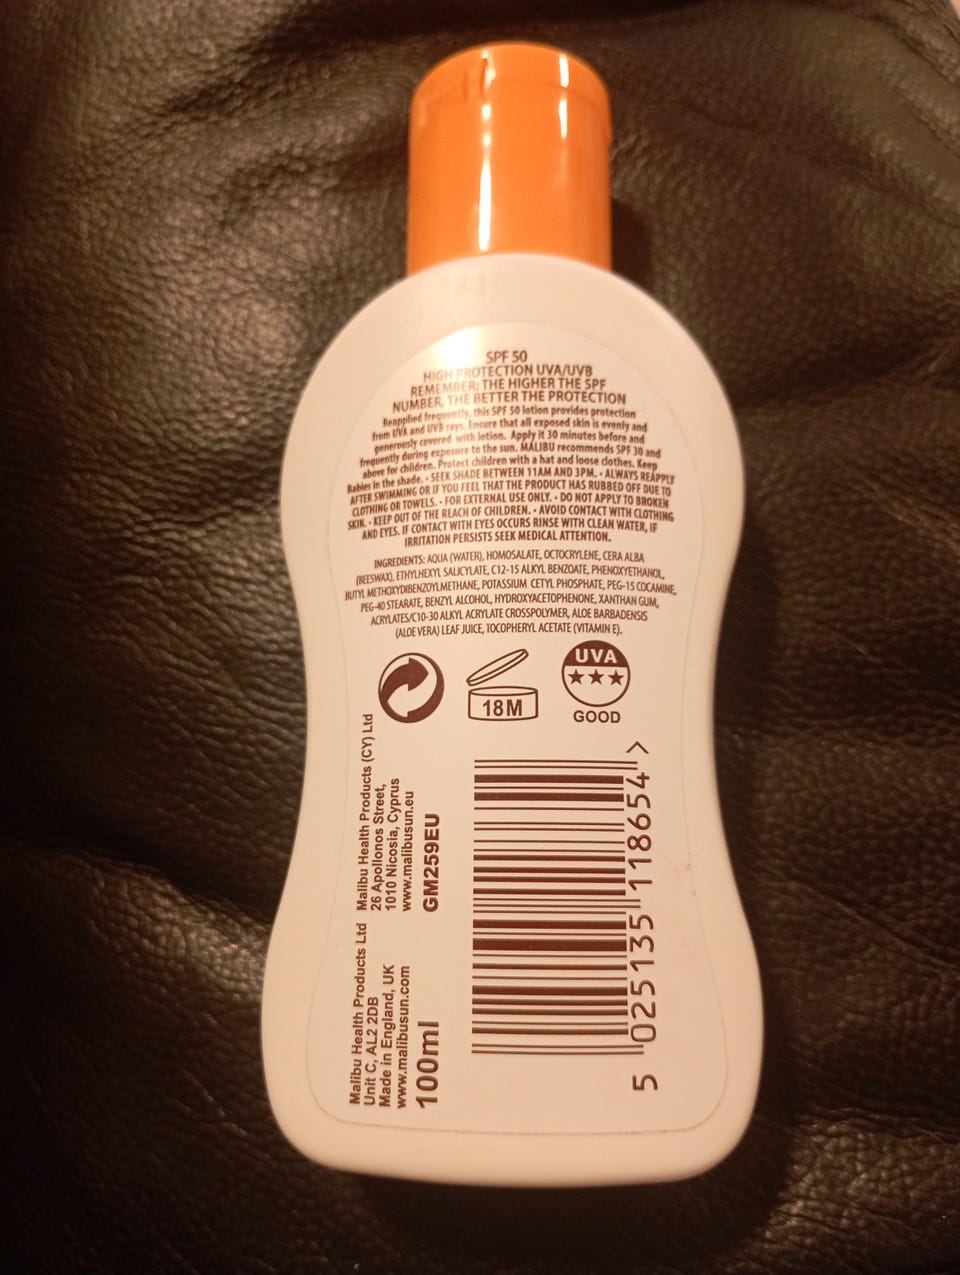 SPF 50
HIGH PROTECTION UVA/UVB
REMEMBER: THE HIGHER THE SPF
NUMBER, THE BETTER THE PROTECTION
Reapplied frequently, this SPF 50 lotion provides protection
from UVA and UVB rays. Ensure that all exposed skin is evenly and
generously covered with lotion. Apply it 30 minutes before and
frequently during exposure to the sun. MALIBU recommends SPF 30 and
above for children. Protect children with a hat and loose clothes. Keep
Babies in the shade. • SEEK SHADE BETWEEN 11AM AND 3PM. • ALWAYS REAPPLY
AFTER SWIMMING OR IF YOU FEEL THAT THE PRODUCT HAS RUBBED OFF DUE TO
CLOTHING OR TOWELS. • FOR EXTERNAL USE ONLY. • DO NOT APPLY TO BROKEN
SKIN. • KEEP OUT OF THE REACH OF CHILDREN. • AVOID CONTACT WITH CLOTHING
AND EYES. IF CONTACT WITH EYES OCCURS RINSE WITH CLEAN WATER, IF
IRRITATION PERSISTS SEEK MEDICAL ATTENTION.
INGREDIENTS: AQUA (WATER), HOMOSALATE, OCTOCRYLENE, CERA ALBA
(BEESWAX), ETHYLHEXYL SALICYLATE, C12-15 ALKYL BENZOATE, PHENOXYETHANOL,
BUTYL METHOXYDIBENZOYLMETHANE, POTASSIUM CETYL PHOSPHATE, PEG-15 COCAMINE,
PEG-40 STEARATE, BENZYL ALCOHOL, HYDROXYACETOPHENONE, XANTHAN GUM,
ACRYLATES/C10-30 ALKYL ACRYLATE CROSSPOLYMER, ALOE BARBADENSIS
(ALOE VERA) LEAF JUICE, TOCOPHERYL ACETATE (VITAMIN E).
18M
UVA
GOOD
Malibu Health Products Ltd
Unit C, AL2 2DB
Made in England, UK
www.malibusun.com
100ml
Malibu Health Products (CY) Ltd
26 Apollonos Street,
1010 Nicosia, Cyprus
www.malibusun.eu
GM259EU
5 025135 118654 >